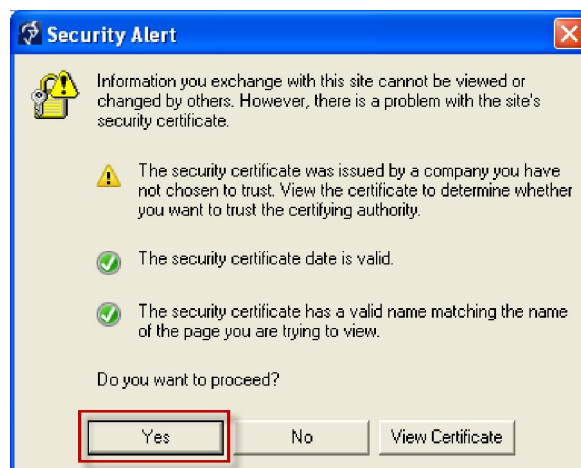 Security Alert
Information you exchange with this site cannot be viewed or
changed by others. However, there is a problem with the site's
security certificate.
The security certificate was issued by a company you have
not chosen to trust. View the certificate to determine whether
you want to trust the certifying authority.
The security certificate date is valid.
The security certificate has a valid name matching the name
of the page you are trying to view.
Do you want to proceed?
Yes No View Certificate